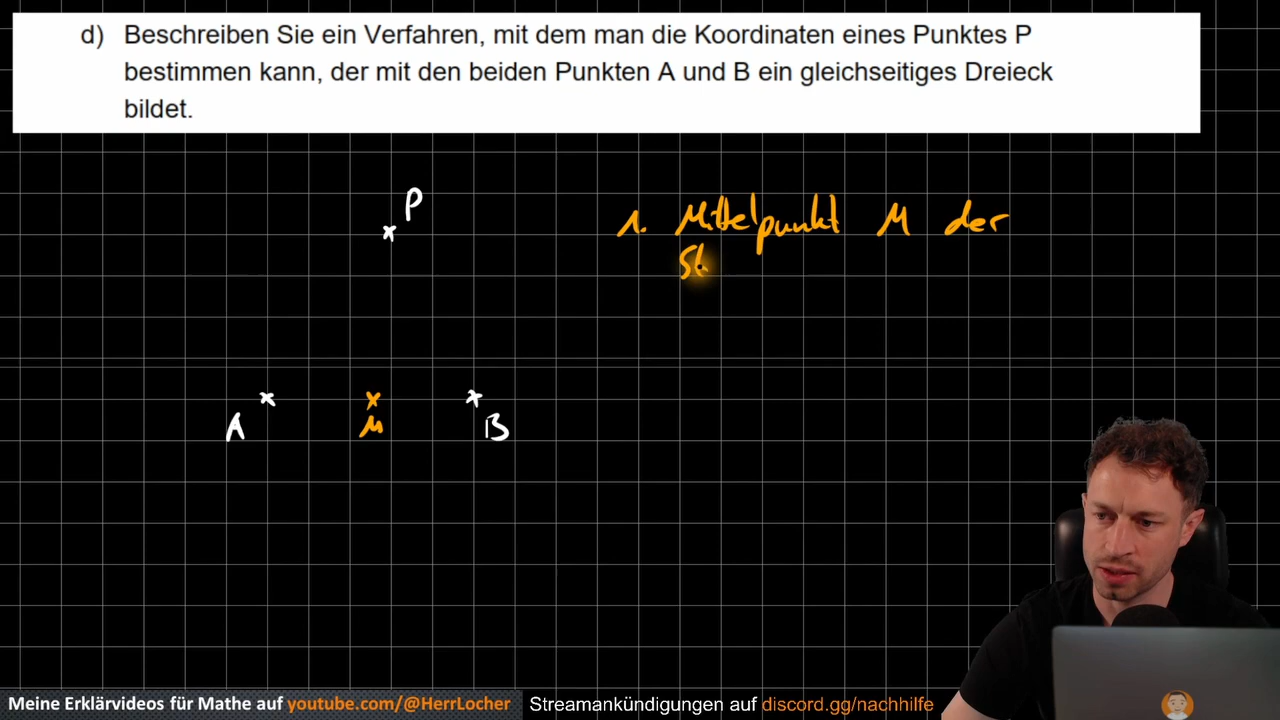 d) Beschreiben Sie ein Verfahren, mit dem man die Koordinaten eines Punktes P
bestimmen kann, der mit den beiden Punkten A und B ein gleichseitiges Dreieck
bildet.
P
1. Mittelpunkt M der
St
A
M
B
Meine Erklärvideos für Mathe auf youtube.com/@HerrLocher
Streamankündigungen auf discord.gg/nachhilfe